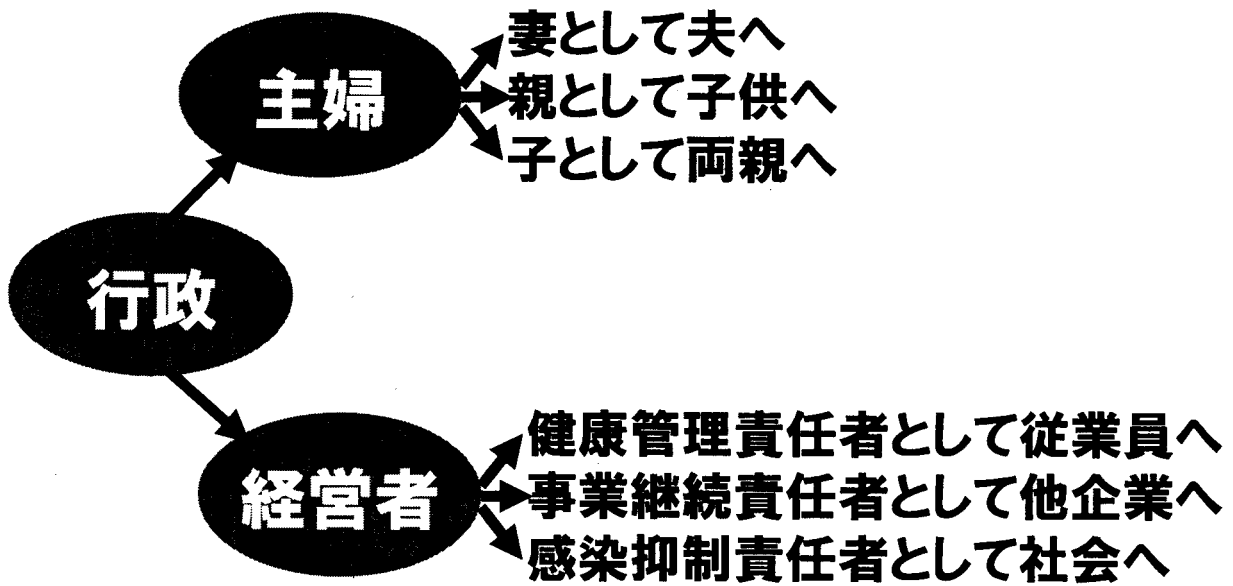 主婦
妻として夫へ
親として子供へ
子として両親へ
行政
経営者
健康管理責任者として従業員へ
事業継続責任者として他企業へ
感染抑制責任者として社会へ